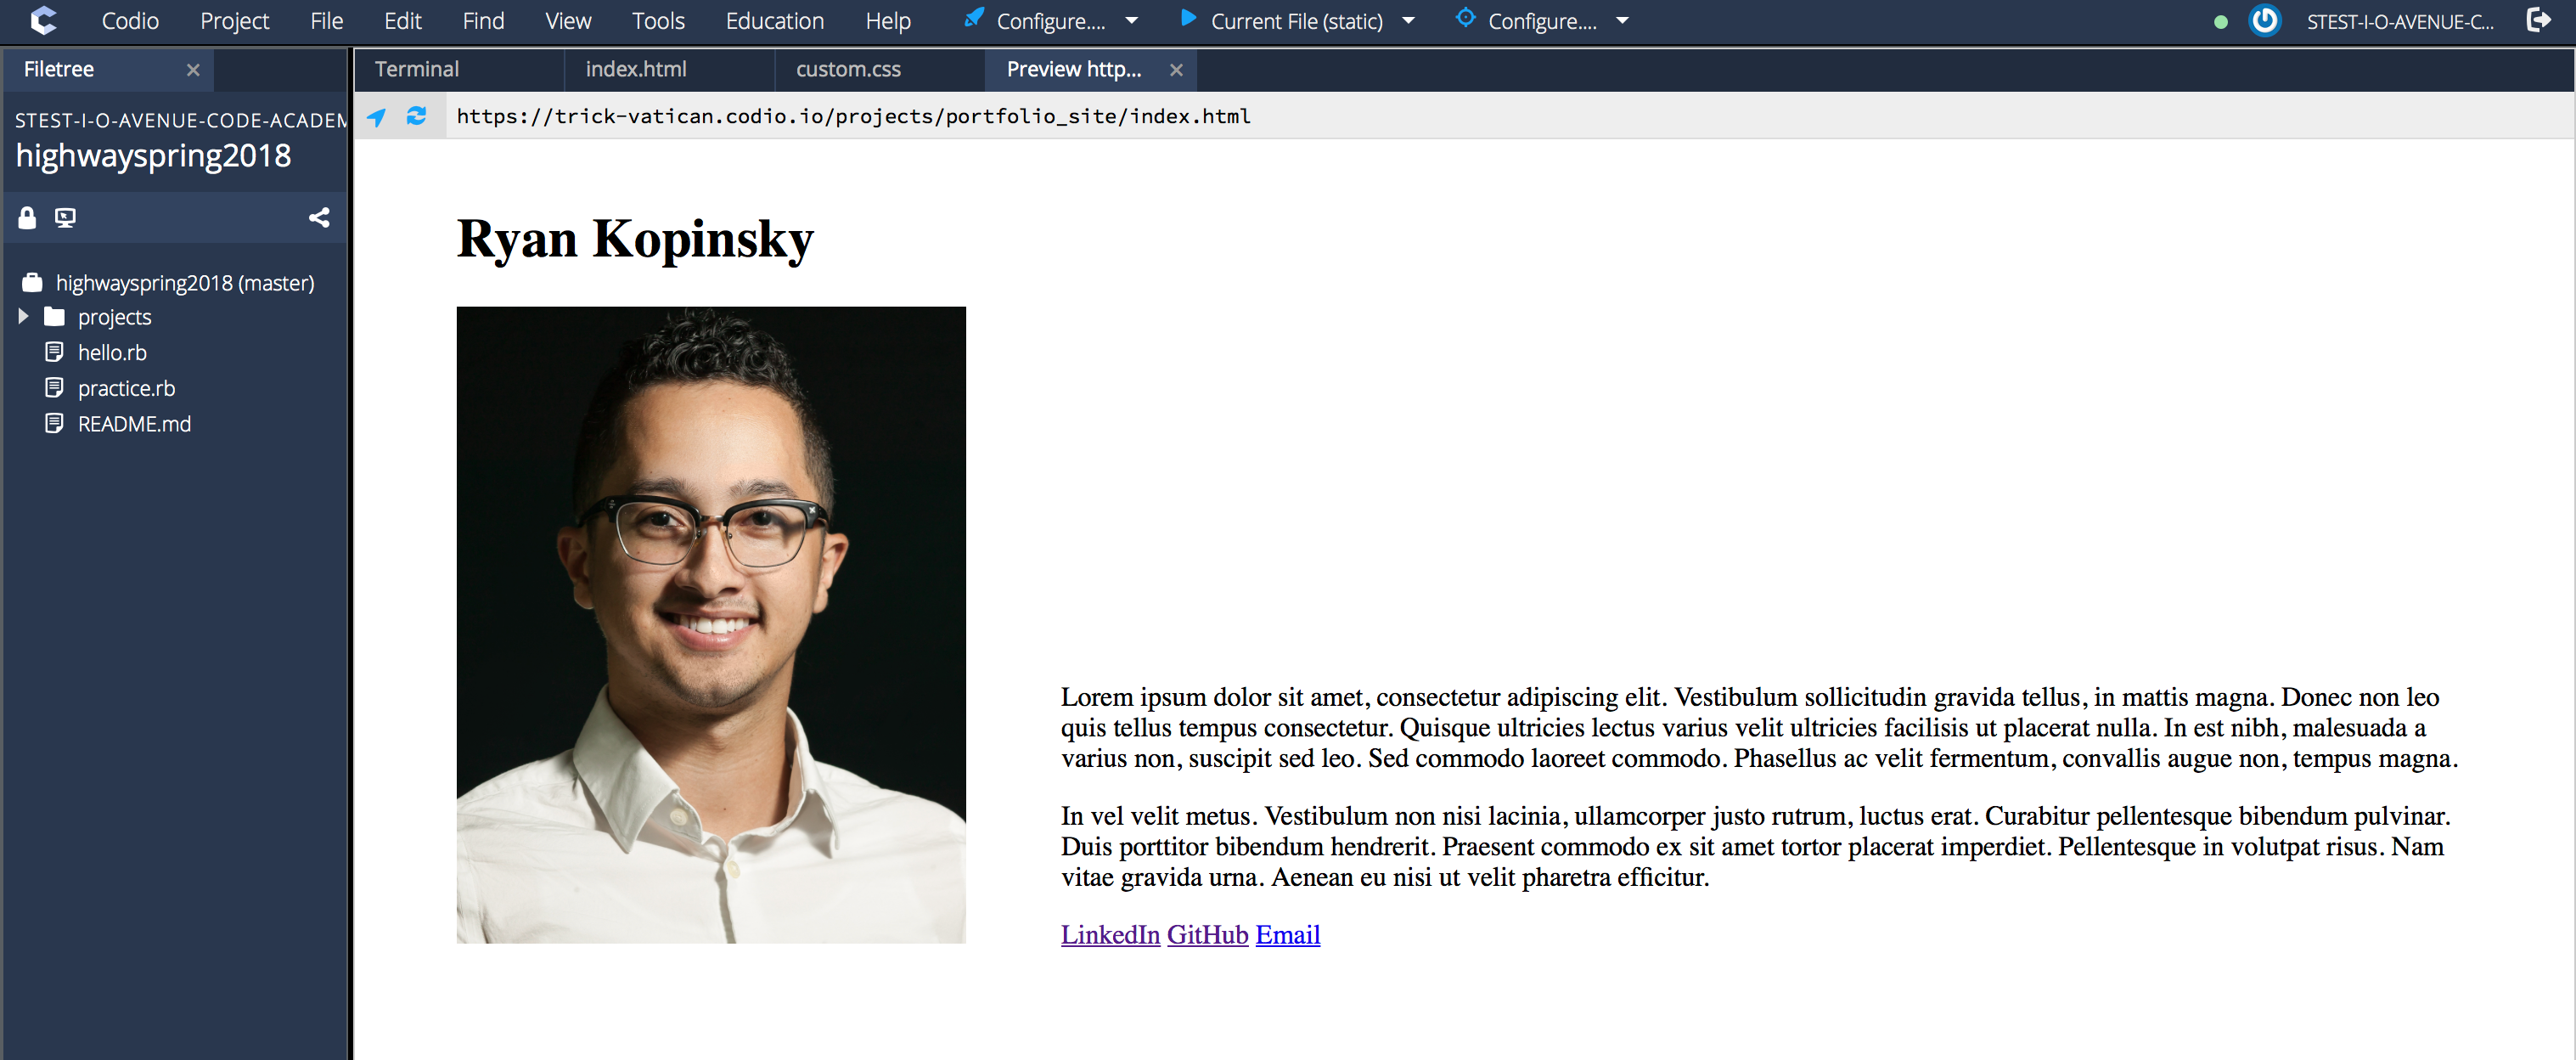 Codio Project File Edit Find View Tools Education Help Configure.... Current File (static) Configure.... STEST-I-O-AVENUE-C...
Filetree
Terminal index.html custom.css Preview http...
STEST-I-O-AVENUE-CODE-ACADEM
highwayspring2018
https://trick-vatican.codio.io/projects/portfolio_site/index.html
highwayspring2018 (master)
projects
hello.rb
practice.rb
README.md
Ryan Kopinsky
Lorem ipsum dolor sit amet, consectetur adipiscing elit. Vestibulum sollicitudin gravida tellus, in mattis magna. Donec non leo
quis tellus tempus consectetur. Quisque ultricies lectus varius velit ultricies facilisis ut placerat nulla. In est nibh, malesuada a
varius non, suscipit sed leo. Sed commodo laoreet commodo. Phasellus ac velit fermentum, convallis augue non, tempus magna.
In vel velit metus. Vestibulum non nisi lacinia, ullamcorper justo rutrum, luctus erat. Curabitur pellentesque bibendum pulvinar.
Duis porttitor bibendum hendrerit. Praesent commodo ex sit amet tortor placerat imperdiet. Pellentesque in volutpat risus. Nam
vitae gravida urna. Aenean eu nisi ut velit pharetra efficitur.
LinkedIn GitHub Email